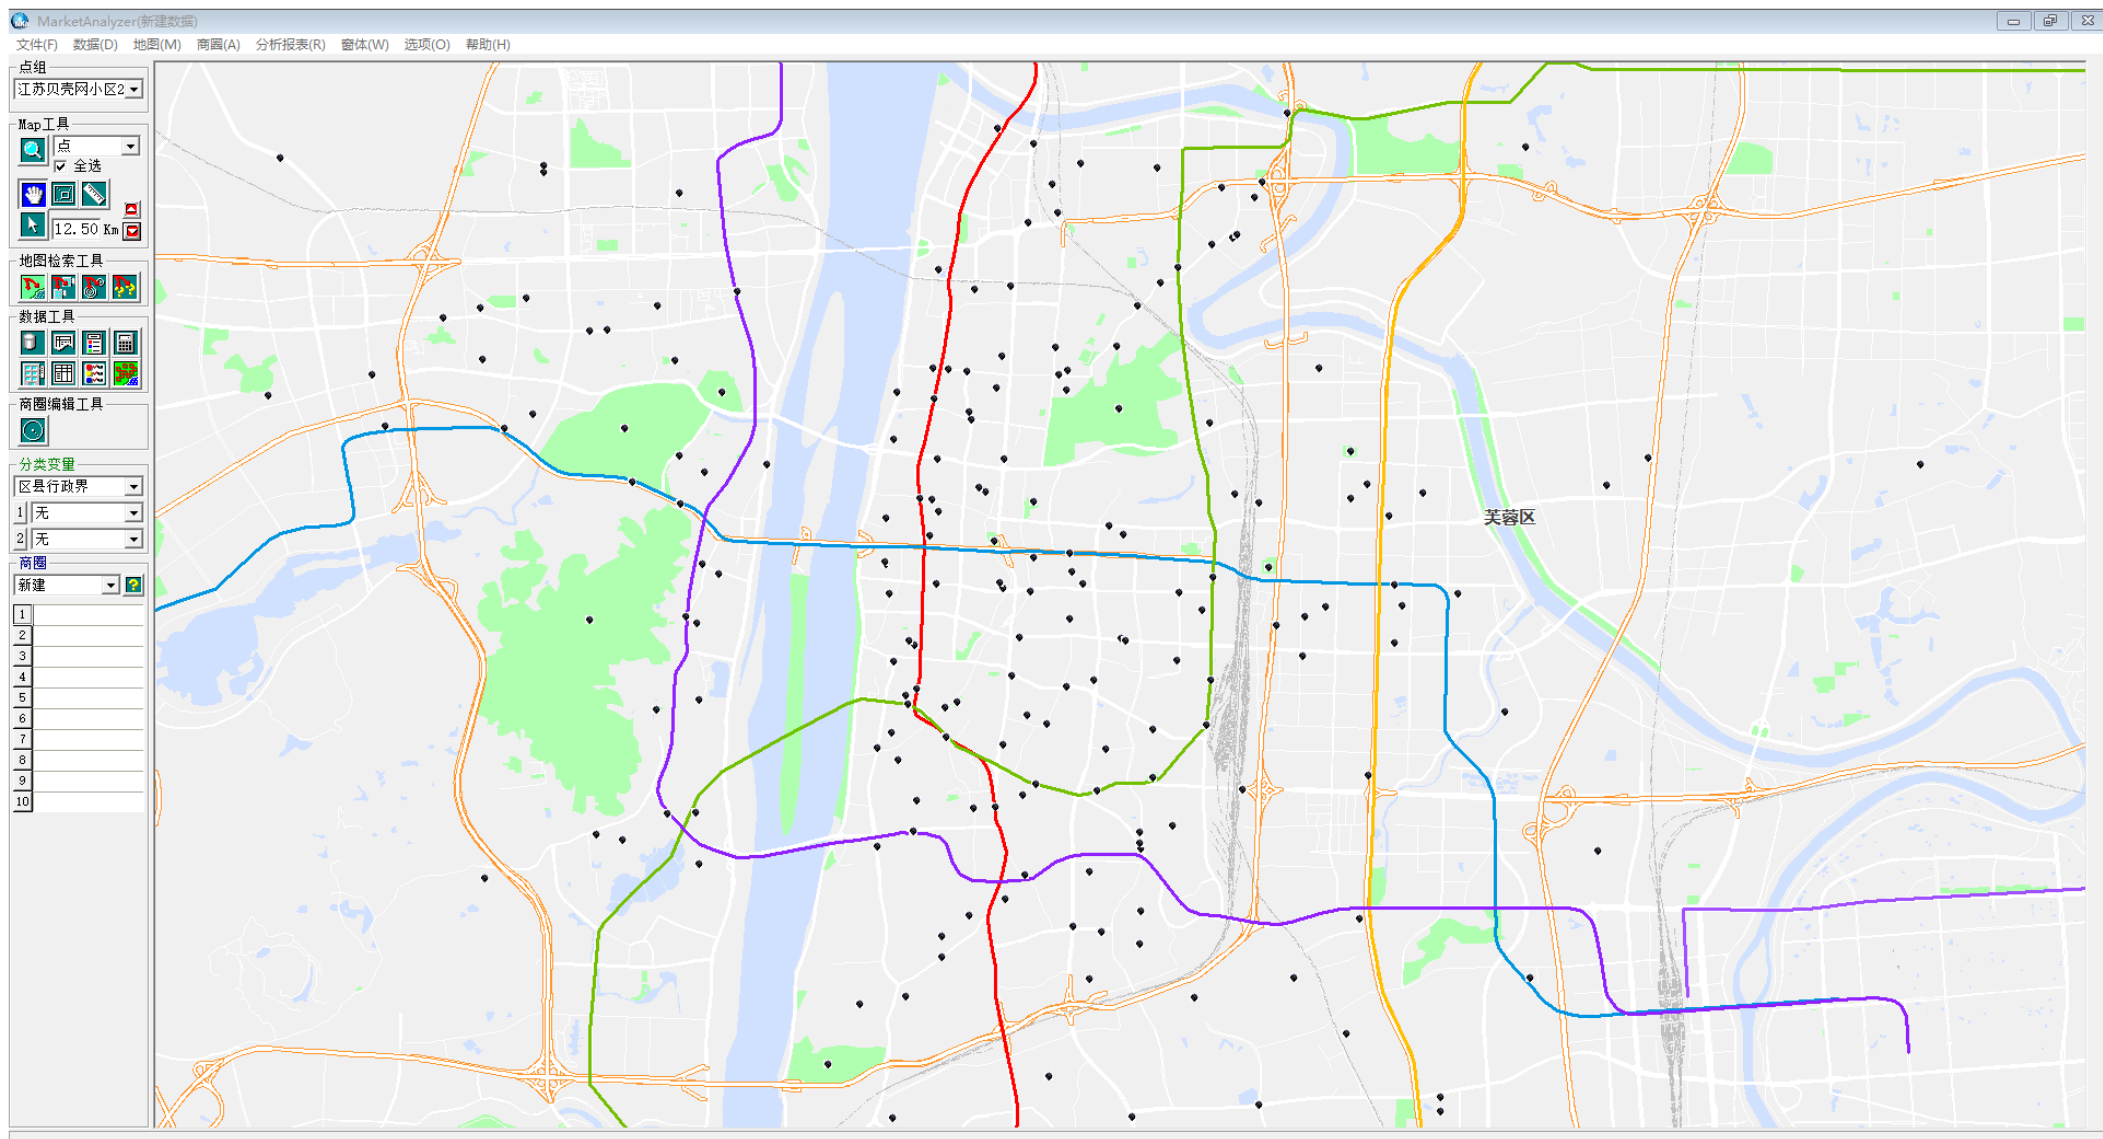 MarketAnalyzer(新建数据)
文件(F) 数据(D) 地图(M) 商圈(A) 分析报表(R) 窗体(W) 选项(O) 帮助(H)
点组
江苏贝壳网小区2
Map工具
点
全选
12.50 Km
地图检索工具
数据工具
商圈编辑工具
分类变量
区县行政界
1 无
2 无
商圈
新建
1
2
3
4
5
6
7
8
9
10
芙蓉区